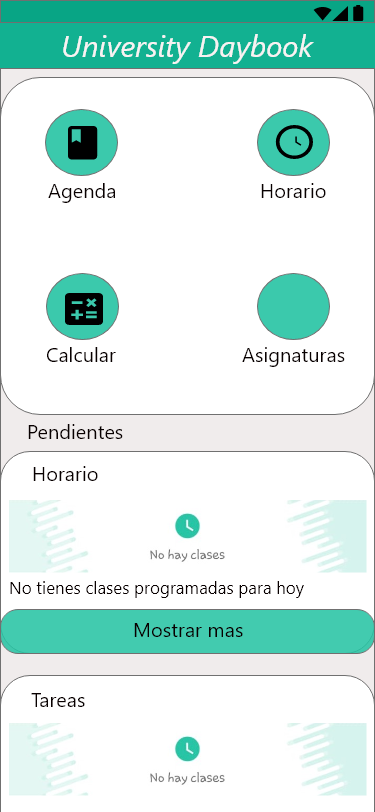 University Daybook
Agenda
Horario
Calcular
Asignaturas
Pendientes
Horario
No hay clases
No tienes clases programadas para hoy
Mostrar mas
Tareas
No hay clases